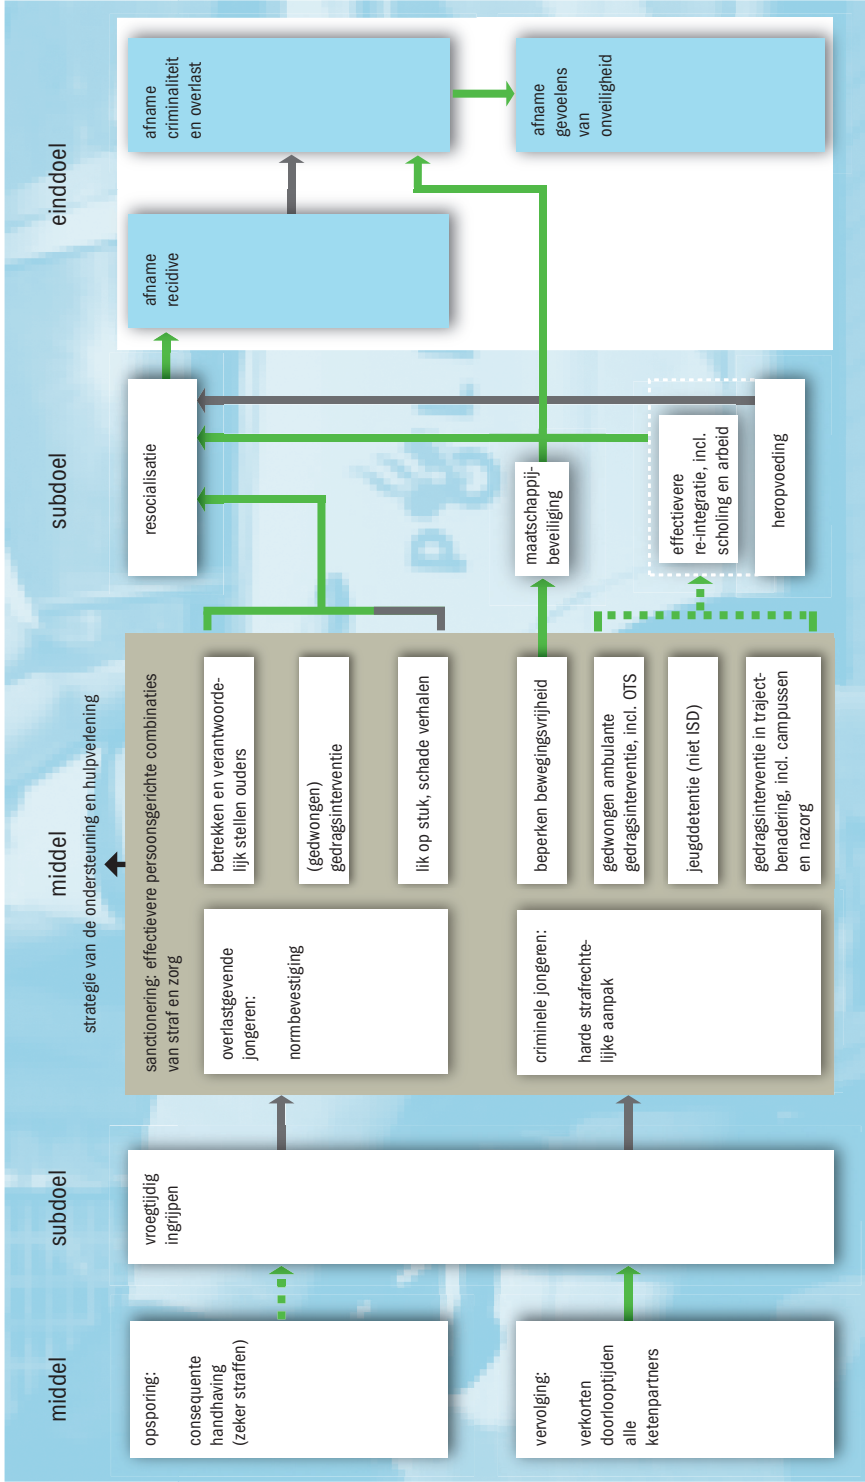 middel
subdoel
middel
subdoel
einddoel
strategie van de ondersteuning en hulpverlening
opsporing:
consequente
handhaving
(zeker straffen)
vervolging:
verkorten
doorlooptijden
alle
ketenpartners
vroegtijdig
ingrijpen
sanctionering: effectievere persoonsgerichte combinaties
van straf en zorg
overlastgevende
jongeren:
normbevestiging
criminele jongeren:
harde strafrechte-
lijke aanpak
betrekken en verantwoorde-
lijk stellen ouders
(gedwongen)
gedragsinterventie
lik op stuk, schade verhalen
beperken bewegingsvrijheid
gedwongen ambulante
gedragsinterventie, incl. OTS
jeugddetentie (niet ISD)
gedragsinterventie in traject-
benadering, incl. campussen
en nazorg
resocialisatie
maatschappij-
beveiliging
effectievere
re-integratie, incl.
scholing en arbeid
heropvoeding
afname
recidive
afname
criminaliteit
en overlast
afname
gevoelens
van
onveiligheid